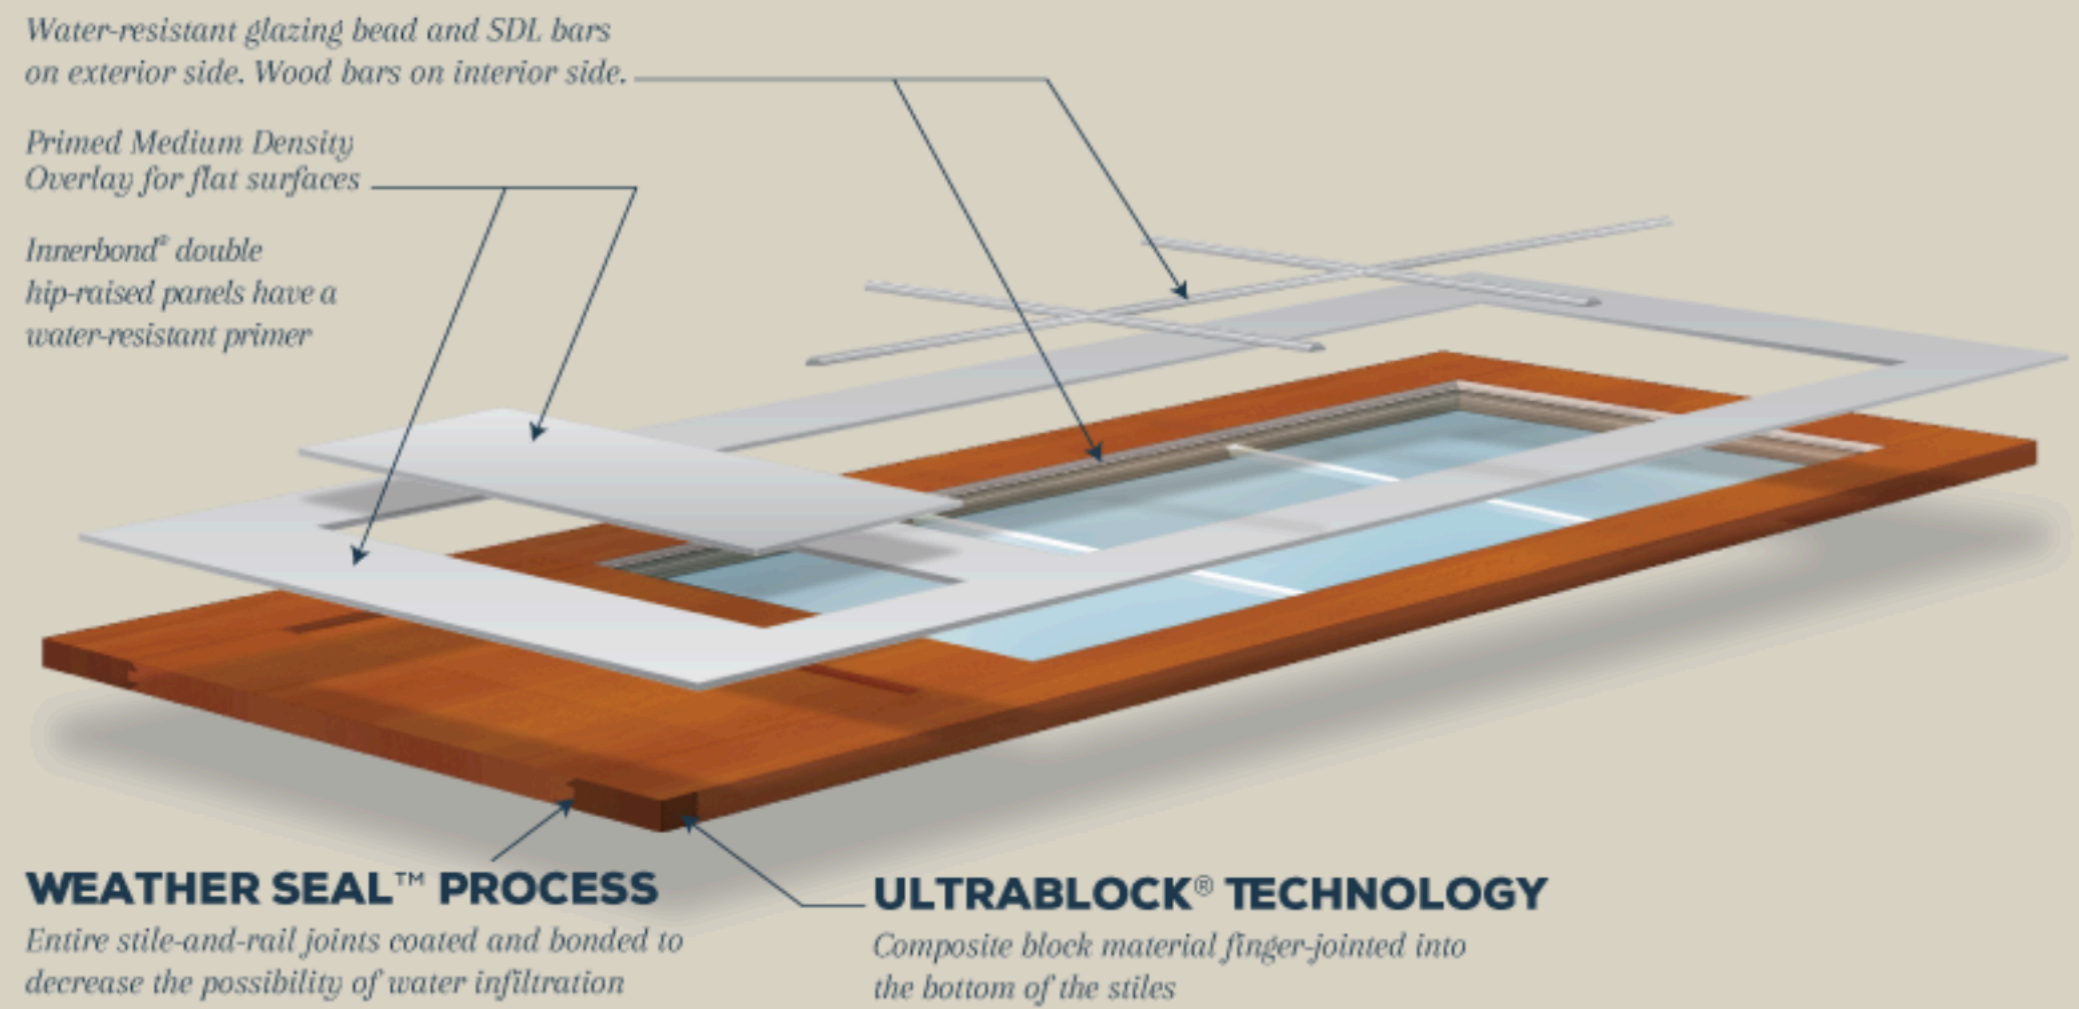 Water-resistant glazing bead and SDL bars
on exterior side. Wood bars on interior side.
Primed Medium Density
Overlay for flat surfaces
Innerbond® double
hip-raised panels have a
water-resistant primer
WEATHER SEAL™ PROCESS
Entire stile-and-rail joints coated and bonded to
decrease the possibility of water infiltration
ULTRABLOCK® TECHNOLOGY
Composite block material finger-jointed into
the bottom of the stiles